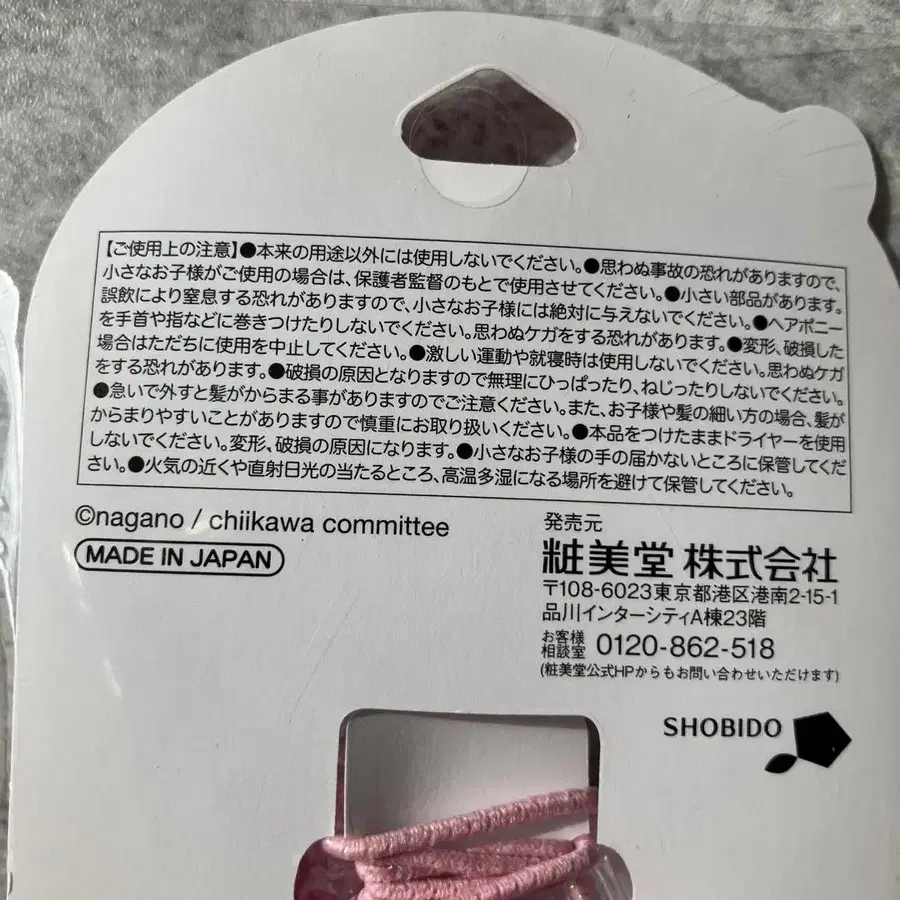 【ご使用上の注意】●本来の用途以外には使用しないでください。●思わぬ事故の恐れがありますので、
小さなお子様がご使用の場合は、保護者監督のもとで使用させてください。●小さい部品があります。
誤飲により窒息する恐れがありますので、小さなお子様には絶対に与えないでください。●ヘアポニー
を手首や指などに巻きつけたりしないでください。思わぬケガをする恐れがあります。●変形、破損した
場合はただちに使用を中止してください。●激しい運動や就寝時は使用しないでください。思わぬケガ
をする恐れがあります。●破損の原因となりますので無理にひっぱったり、ねじったりしないでください。
●急いで外すと髪がからまる事がありますのでご注意ください。また、お子様や髪の細い方の場合、髪が
からまりやすいことがありますので慎重にお取り扱いください。●本品をつけたままドライヤーを使用
しないでください。変形、破損の原因になります。●小さなお子様の手の届かないところに保管してくだ
さい。●火気の近くや直射日光の当たるところ、高温多湿になる場所を避けて保管してください。
©nagano / chiikawa committee
MADE IN JAPAN
発売元
粧美堂 株式会社
〒108-6023東京都港区港南2-15-1
品川インターシティA棟23階
お客様相談室 0120-862-518
(粧美堂公式HPからもお問い合わせいただけます)
SHOBIDO